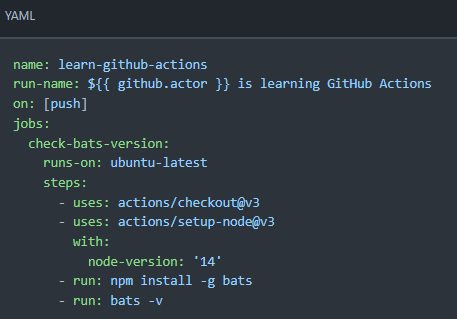 YAML
name: learn-github-actions
run-name: ${{ github.actor }} is learning GitHub Actions
on: [push]
jobs:
  check-bats-version:
    runs-on: ubuntu-latest
    steps:
      - uses: actions/checkout@v3
      - uses: actions/setup-node@v3
        with:
          node-version: '14'
      - run: npm install -g bats
      - run: bats -v